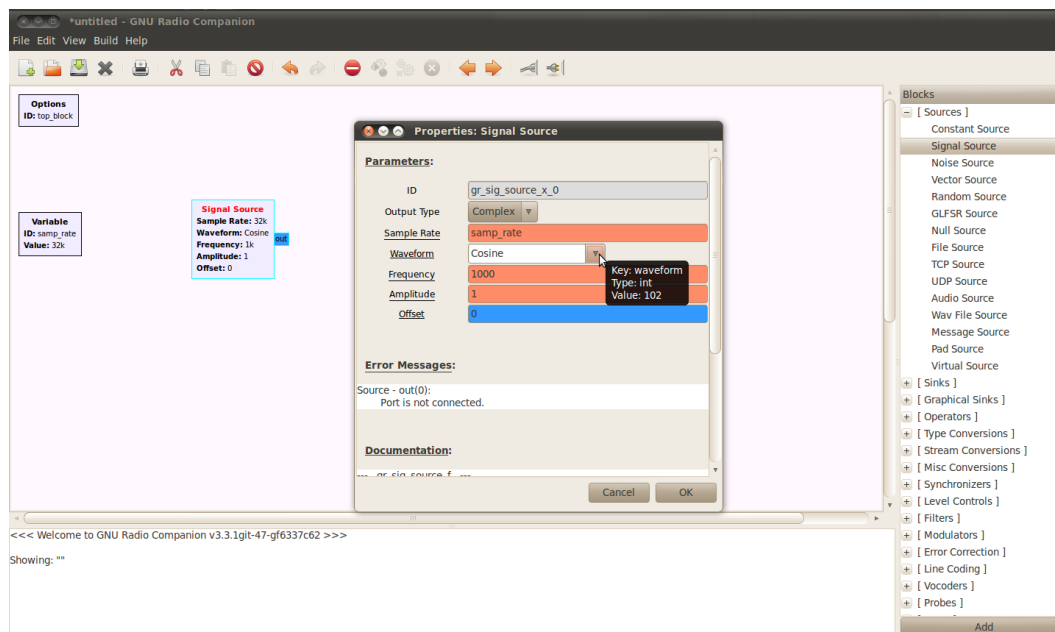 *untitled - GNU Radio Companion
File Edit View Build Help
Options
ID: top_block
Variable
ID: samp_rate
Value: 32k
Signal Source
Sample Rate: 32k
Waveform: Cosine
Frequency: 1k
Amplitude: 1
Offset: 0
out
Properties: Signal Source
Parameters:
ID gr_sig_source_x_0
Output Type Complex
Sample Rate samp_rate
Waveform Cosine
Frequency 1000
Amplitude 1
Offset 0
Key: waveform
Type: int
Value: 102
Error Messages:
Source - out(0):
Port is not connected.
Documentation:
--- gr_sig_source_f ---
Cancel OK
Blocks
[ Sources ]
Constant Source
Signal Source
Noise Source
Vector Source
Random Source
GLFSR Source
Null Source
File Source
TCP Source
UDP Source
Audio Source
Wav File Source
Message Source
Pad Source
Virtual Source
[ Sinks ]
[ Graphical Sinks ]
[ Operators ]
[ Type Conversions ]
[ Stream Conversions ]
[ Misc Conversions ]
[ Synchronizers ]
[ Level Controls ]
[ Filters ]
[ Modulators ]
[ Error Correction ]
[ Line Coding ]
[ Vocoders ]
[ Probes ]
Add
<<< Welcome to GNU Radio Companion v3.3.1git-47-gf6337c62 >>>
Showing: ""